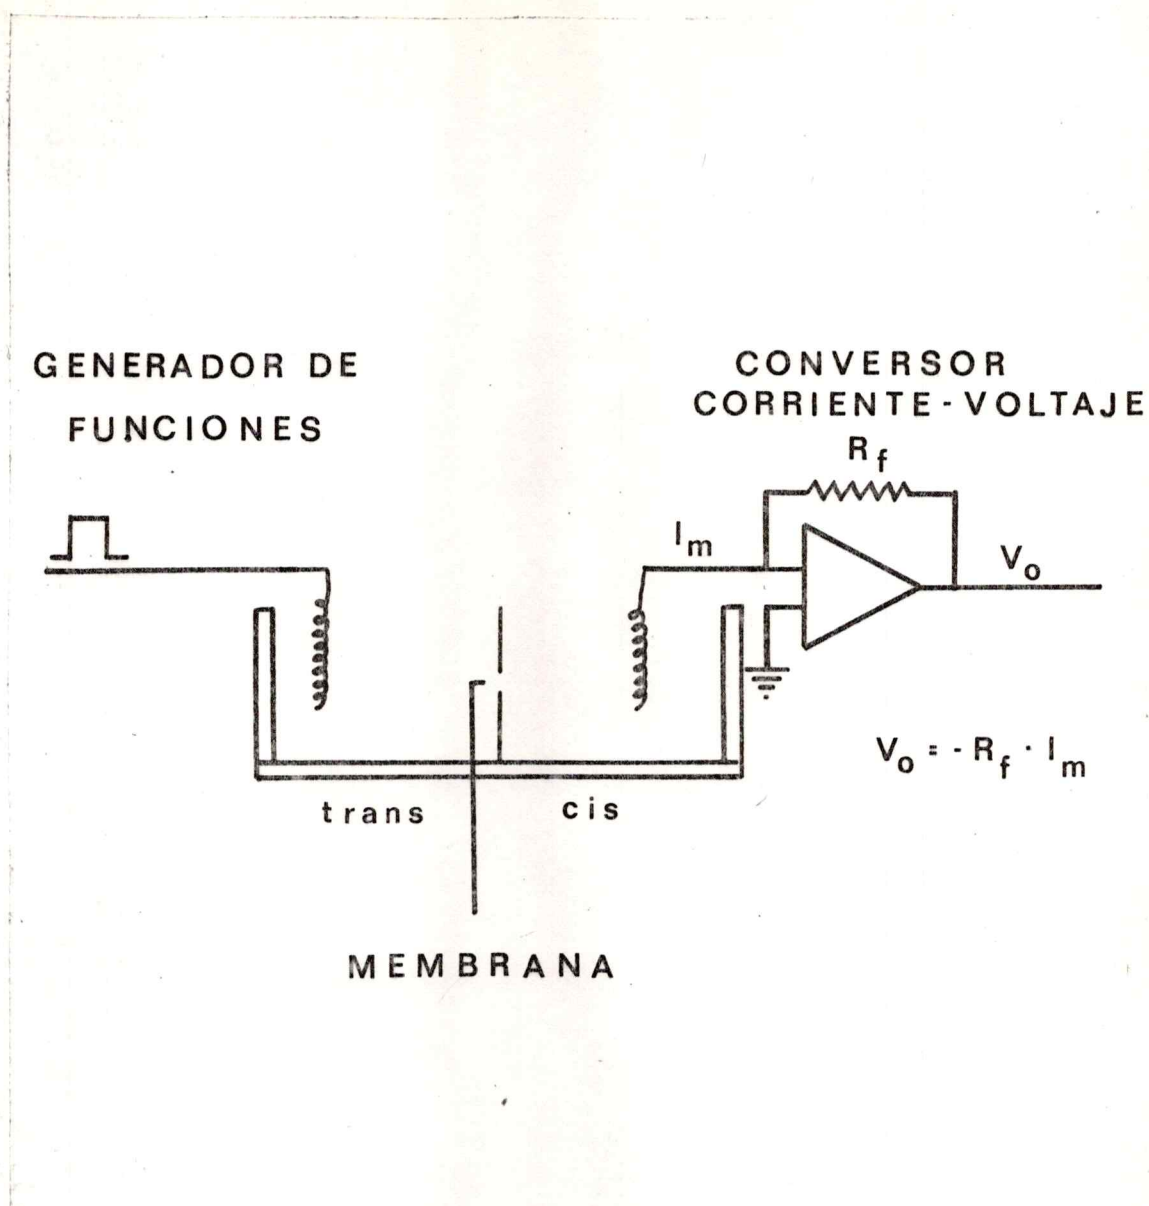 GENERADOR DE
FUNCIONES
CONVERSOR
CORRIENTE-VOLTAJE
Rf
Im
Vo
Vo = -Rf · Im
trans
cis
MEMBRANA